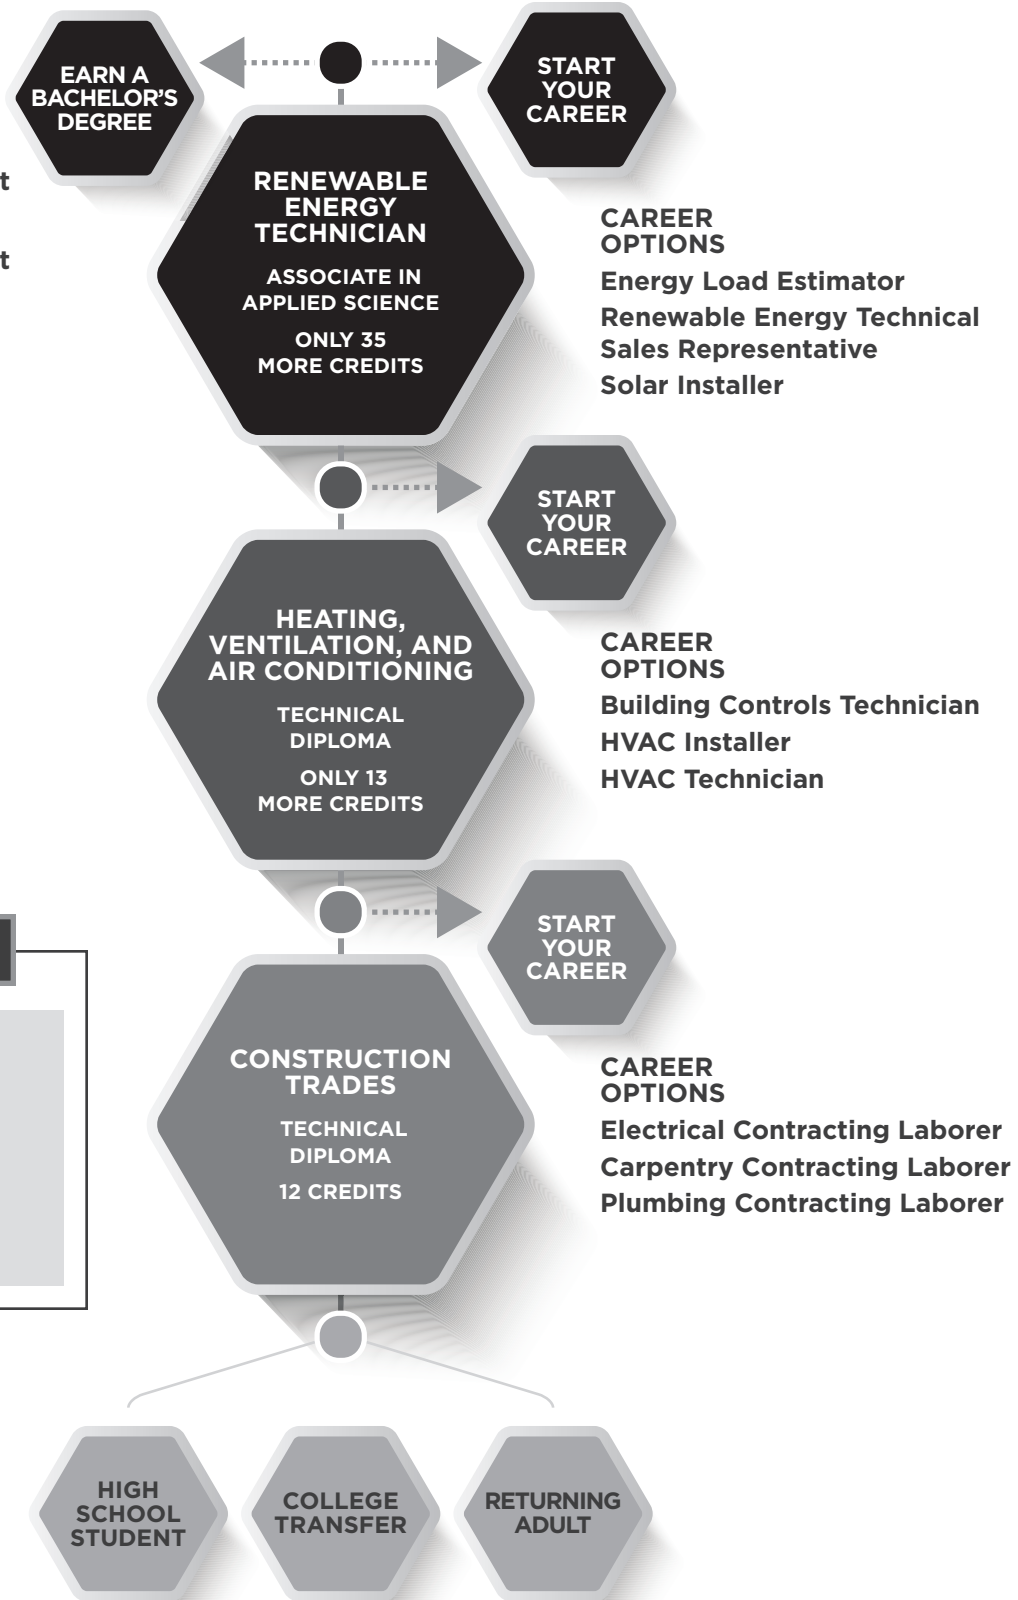 EARN A
BACHELOR'S
DEGREE
START
YOUR
CAREER
RENEWABLE
ENERGY
TECHNICIAN
ASSOCIATE IN
APPLIED SCIENCE
ONLY 35
MORE CREDITS
CAREER
OPTIONS
Energy Load Estimator
Renewable Energy Technical
Sales Representative
Solar Installer
START
YOUR
CAREER
HEATING,
VENTILATION, AND
AIR CONDITIONING
TECHNICAL
DIPLOMA
ONLY 13
MORE CREDITS
CAREER
OPTIONS
Building Controls Technician
HVAC Installer
HVAC Technician
START
YOUR
CAREER
CONSTRUCTION
TRADES
TECHNICAL
DIPLOMA
12 CREDITS
CAREER
OPTIONS
Electrical Contracting Laborer
Carpentry Contracting Laborer
Plumbing Contracting Laborer
HIGH
SCHOOL
STUDENT
COLLEGE
TRANSFER
RETURNING
ADULT